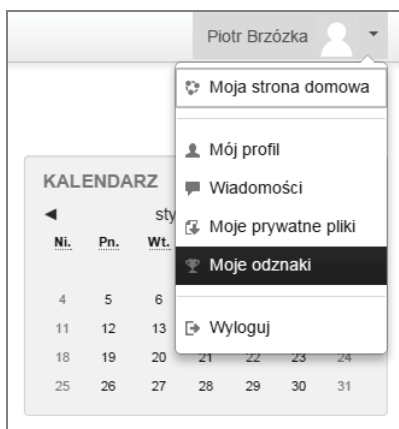 Piotr Brzózka
Moja strona domowa
Mój profil
Wiadomości
Moje prywatne pliki
Moje odznaki
Wyloguj
KALENDARZ
◄ sty
Ni. Pn. Wt.
4 5 6
11 12 13
18 19 20 21 22 23 24
25 26 27 28 29 30 31